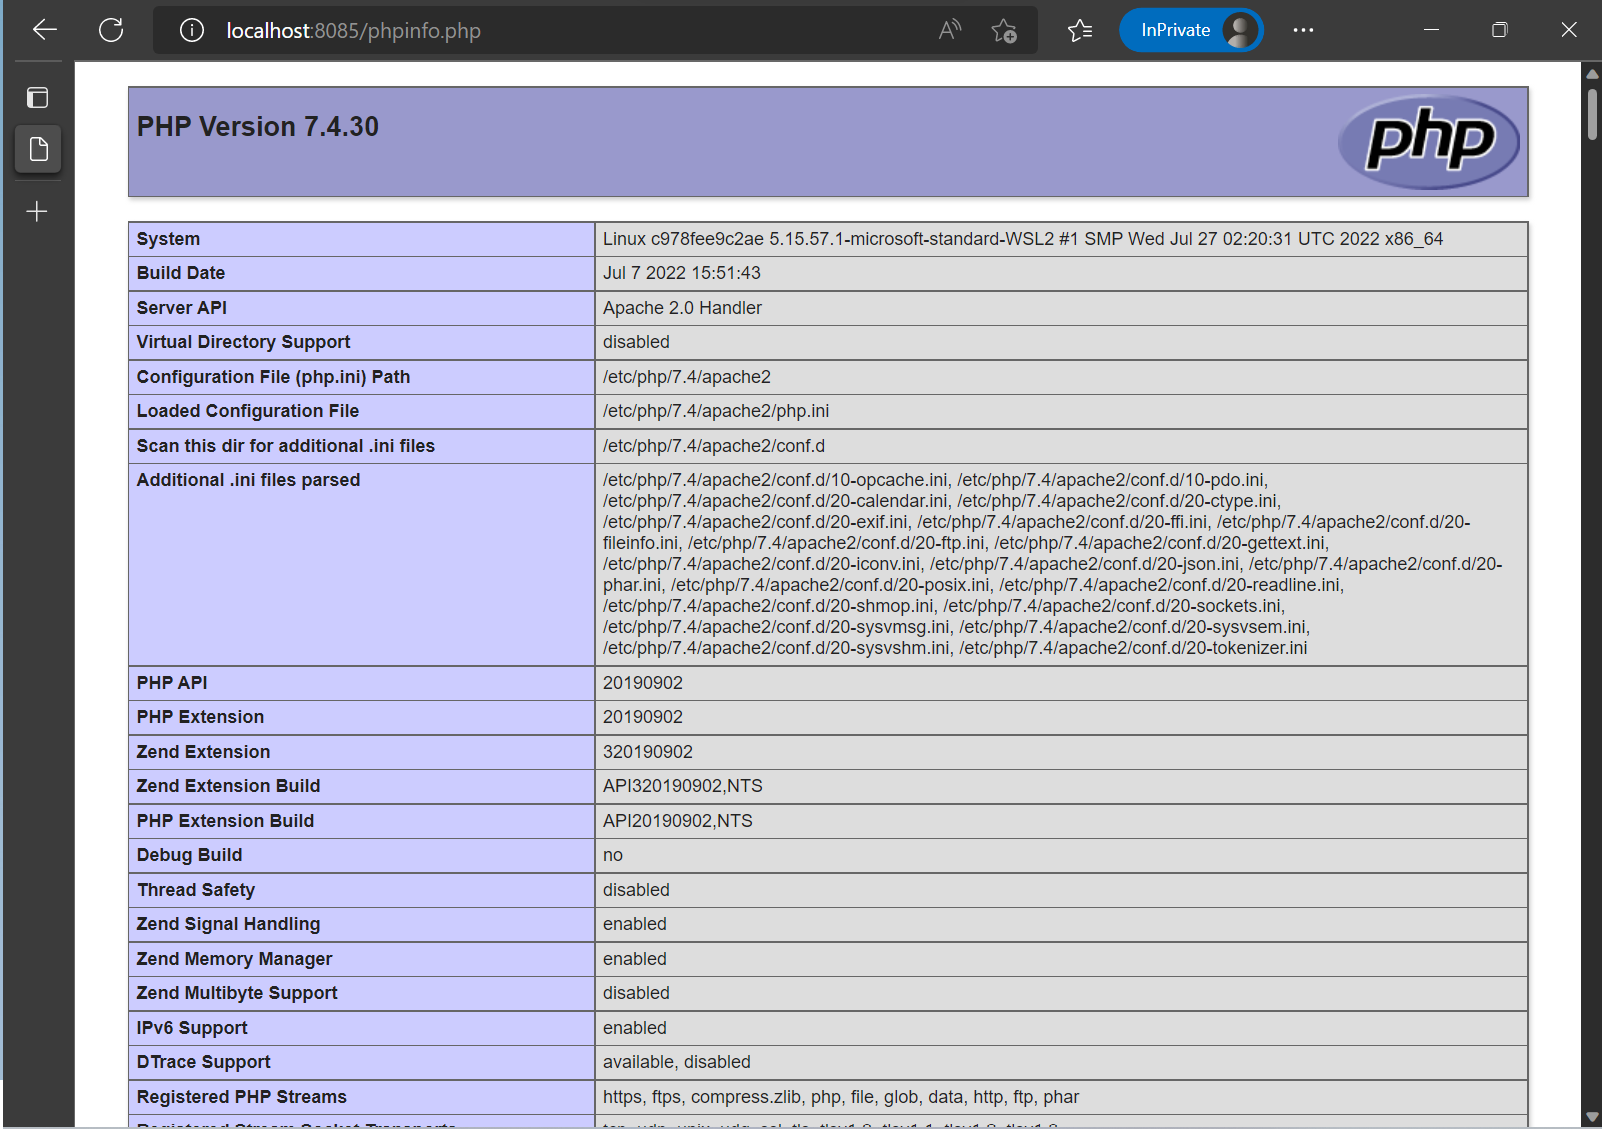 localhost:8085/phpinfo.php
InPrivate
PHP Version 7.4.30
php
System Linux c978fee9c2ae 5.15.57.1-microsoft-standard-WSL2 #1 SMP Wed Jul 27 02:20:31 UTC 2022 x86_64
Build Date Jul 7 2022 15:51:43
Server API Apache 2.0 Handler
Virtual Directory Support disabled
Configuration File (php.ini) Path /etc/php/7.4/apache2
Loaded Configuration File /etc/php/7.4/apache2/php.ini
Scan this dir for additional .ini files /etc/php/7.4/apache2/conf.d
Additional .ini files parsed /etc/php/7.4/apache2/conf.d/10-opcache.ini, /etc/php/7.4/apache2/conf.d/10-pdo.ini,
/etc/php/7.4/apache2/conf.d/20-calendar.ini, /etc/php/7.4/apache2/conf.d/20-ctype.ini,
/etc/php/7.4/apache2/conf.d/20-exif.ini, /etc/php/7.4/apache2/conf.d/20-ffi.ini, /etc/php/7.4/apache2/conf.d/20-
fileinfo.ini, /etc/php/7.4/apache2/conf.d/20-ftp.ini, /etc/php/7.4/apache2/conf.d/20-gettext.ini,
/etc/php/7.4/apache2/conf.d/20-iconv.ini, /etc/php/7.4/apache2/conf.d/20-json.ini, /etc/php/7.4/apache2/conf.d/20-
phar.ini, /etc/php/7.4/apache2/conf.d/20-posix.ini, /etc/php/7.4/apache2/conf.d/20-readline.ini,
/etc/php/7.4/apache2/conf.d/20-shmop.ini, /etc/php/7.4/apache2/conf.d/20-sockets.ini,
/etc/php/7.4/apache2/conf.d/20-sysvmsg.ini, /etc/php/7.4/apache2/conf.d/20-sysvsem.ini,
/etc/php/7.4/apache2/conf.d/20-sysvshm.ini, /etc/php/7.4/apache2/conf.d/20-tokenizer.ini
PHP API 20190902
PHP Extension 20190902
Zend Extension 320190902
Zend Extension Build API320190902,NTS
PHP Extension Build API20190902,NTS
Debug Build no
Thread Safety disabled
Zend Signal Handling enabled
Zend Memory Manager enabled
Zend Multibyte Support disabled
IPv6 Support enabled
DTrace Support available, disabled
Registered PHP Streams https, ftps, compress.zlib, php, file, glob, data, http, ftp, phar